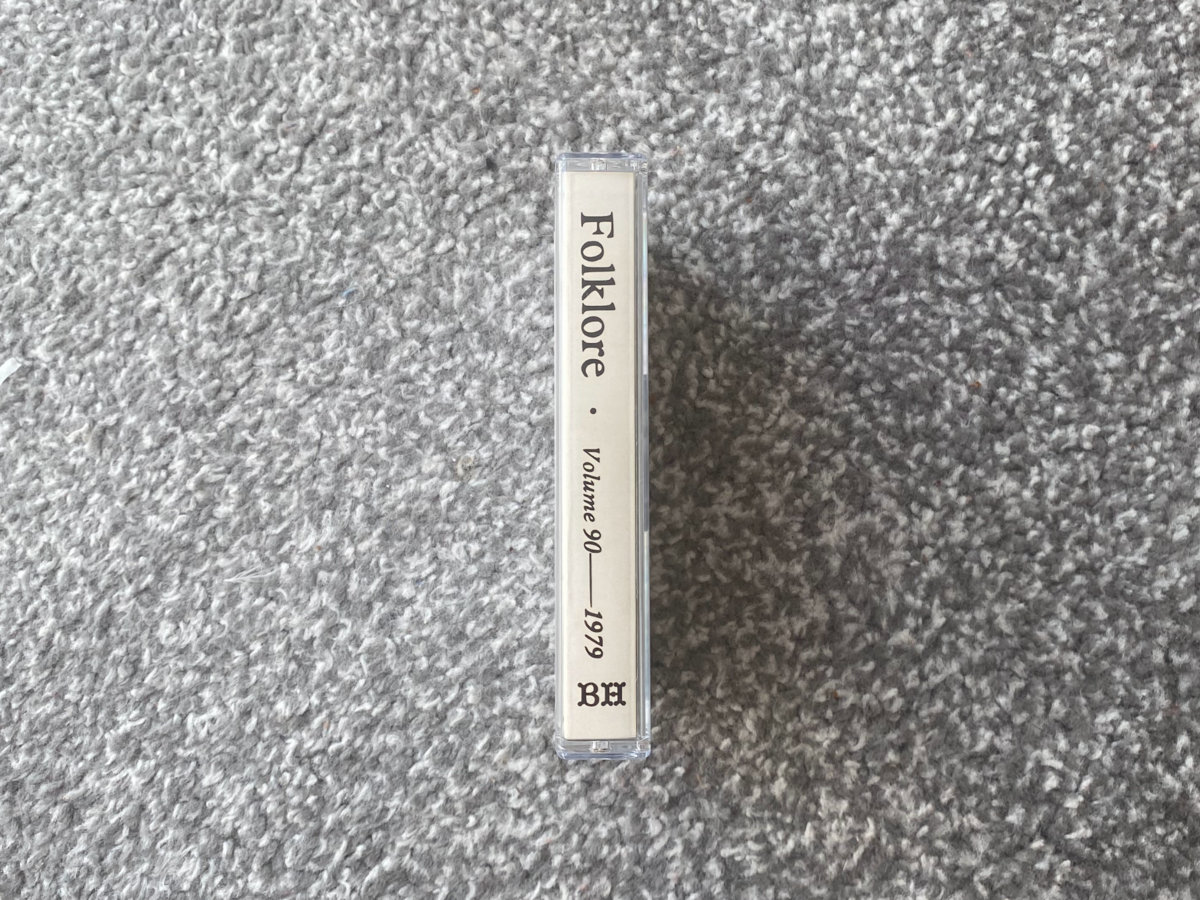 Folklore • Volume 90—1979
BH